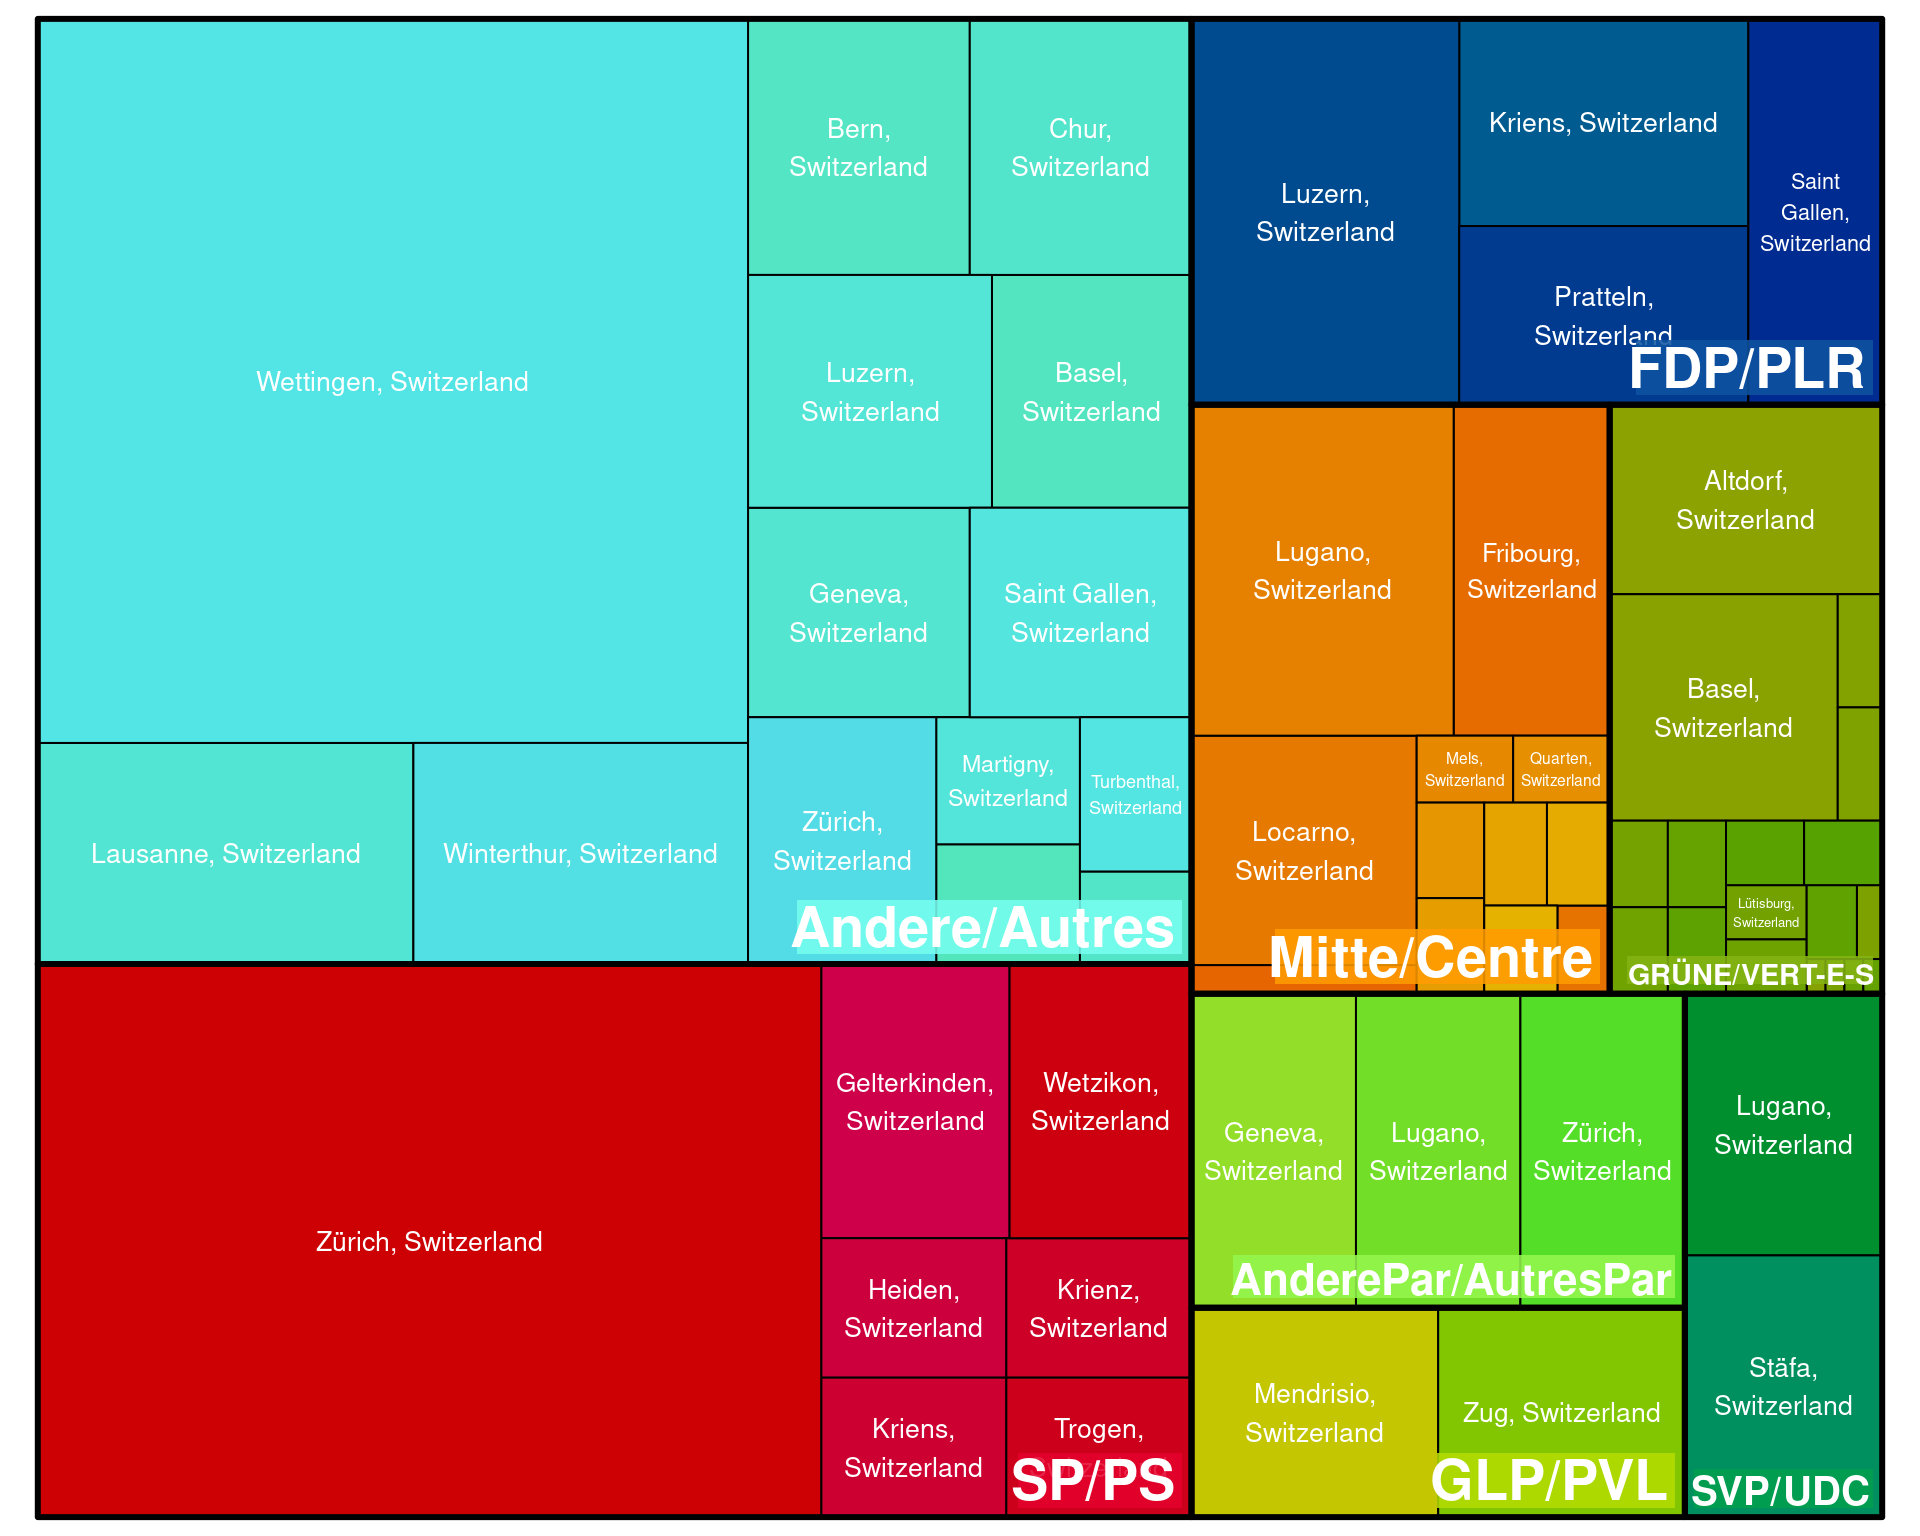 Wettingen, Switzerland
Bern,
Switzerland
Chur,
Switzerland
Luzern,
Switzerland
Basel,
Switzerland
Geneva,
Switzerland
Saint Gallen,
Switzerland
Lausanne, Switzerland
Winterthur, Switzerland
Zürich,
Switzerland
Martigny,
Switzerland
Turbenthal,
Switzerland
Andere/Autres
Zürich, Switzerland
Gelterkinden,
Switzerland
Wetzikon,
Switzerland
Heiden,
Switzerland
Krienz,
Switzerland
Kriens,
Switzerland
Trogen,
SP/PS
Luzern,
Switzerland
Kriens, Switzerland
Pratteln,
Switzerland
Saint
Gallen,
Switzerland
FDP/PLR
Lugano,
Switzerland
Fribourg,
Switzerland
Locarno,
Switzerland
Mels,
Switzerland
Quarten,
Switzerland
Mitte/Centre
Altdorf,
Switzerland
Basel,
Switzerland
Lütisburg,
Switzerland
GRÜNE/VERT-E-S
Geneva,
Switzerland
Lugano,
Switzerland
Zürich,
Switzerland
AnderePar/AutresPar
Mendrisio,
Switzerland
Zug, Switzerland
GLP/PVL
Lugano,
Switzerland
Stäfa,
Switzerland
SVP/UDC